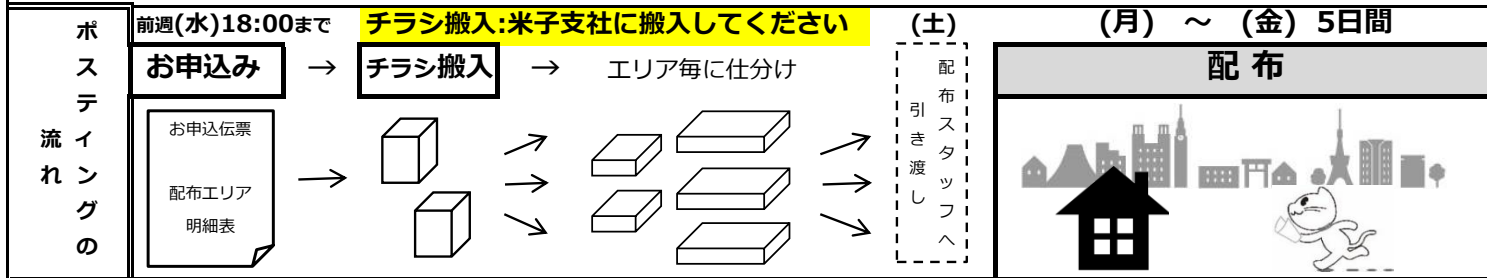 ポスティングの
流れ
前週(水)18:00まで
チラシ搬入:米子支社に搬入してください
(土)
(月) ～ (金) 5日間
お申込み → チラシ搬入 → エリア毎に仕分け
配布
お申込伝票
配布エリア
明細表
配布スタッフへ
引き渡し